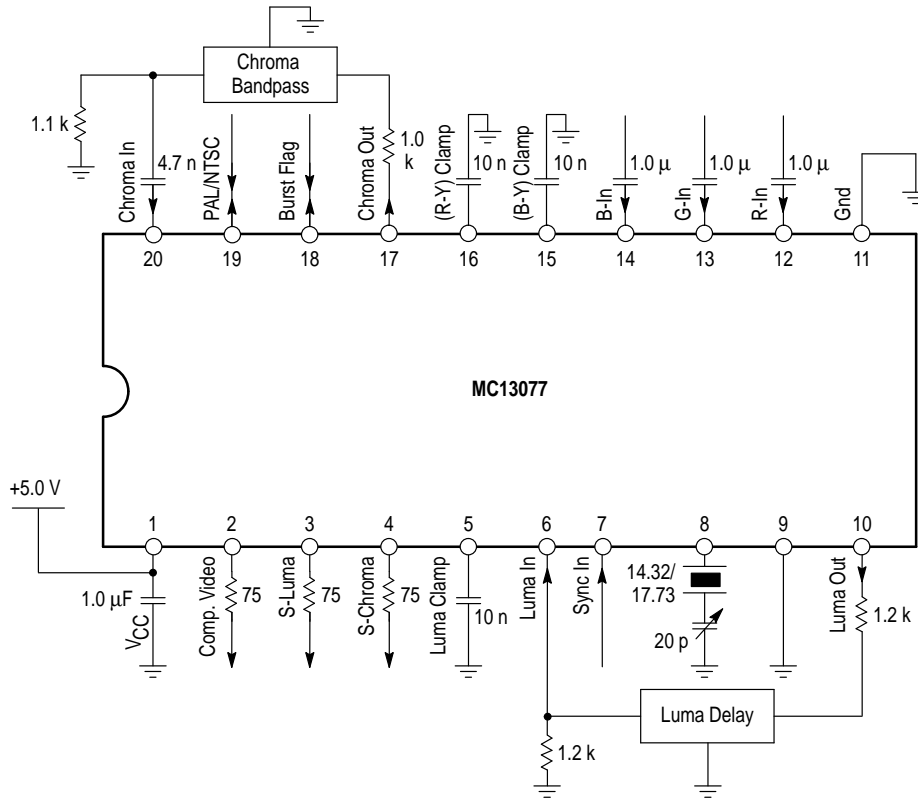 Chroma
Bandpass
1.1 k
Chroma In
4.7 n
PAL/NTSC
Burst Flag
Chroma Out
1.0
k
(R-Y) Clamp
10 n
(B-Y) Clamp
10 n
B-In
1.0 μ
G-In
1.0 μ
R-In
1.0 μ
Gnd
20
19
18
17
16
15
14
13
12
11
MC13077
+5.0 V
1
2
3
4
5
6
7
8
9
10
1.0 μF
VCC
Comp. Video
75
S-Luma
75
S-Chroma
75
Luma Clamp
10 n
Luma In
Sync In
14.32/
17.73
20 p
Luma Out
1.2 k
Luma Delay
1.2 k